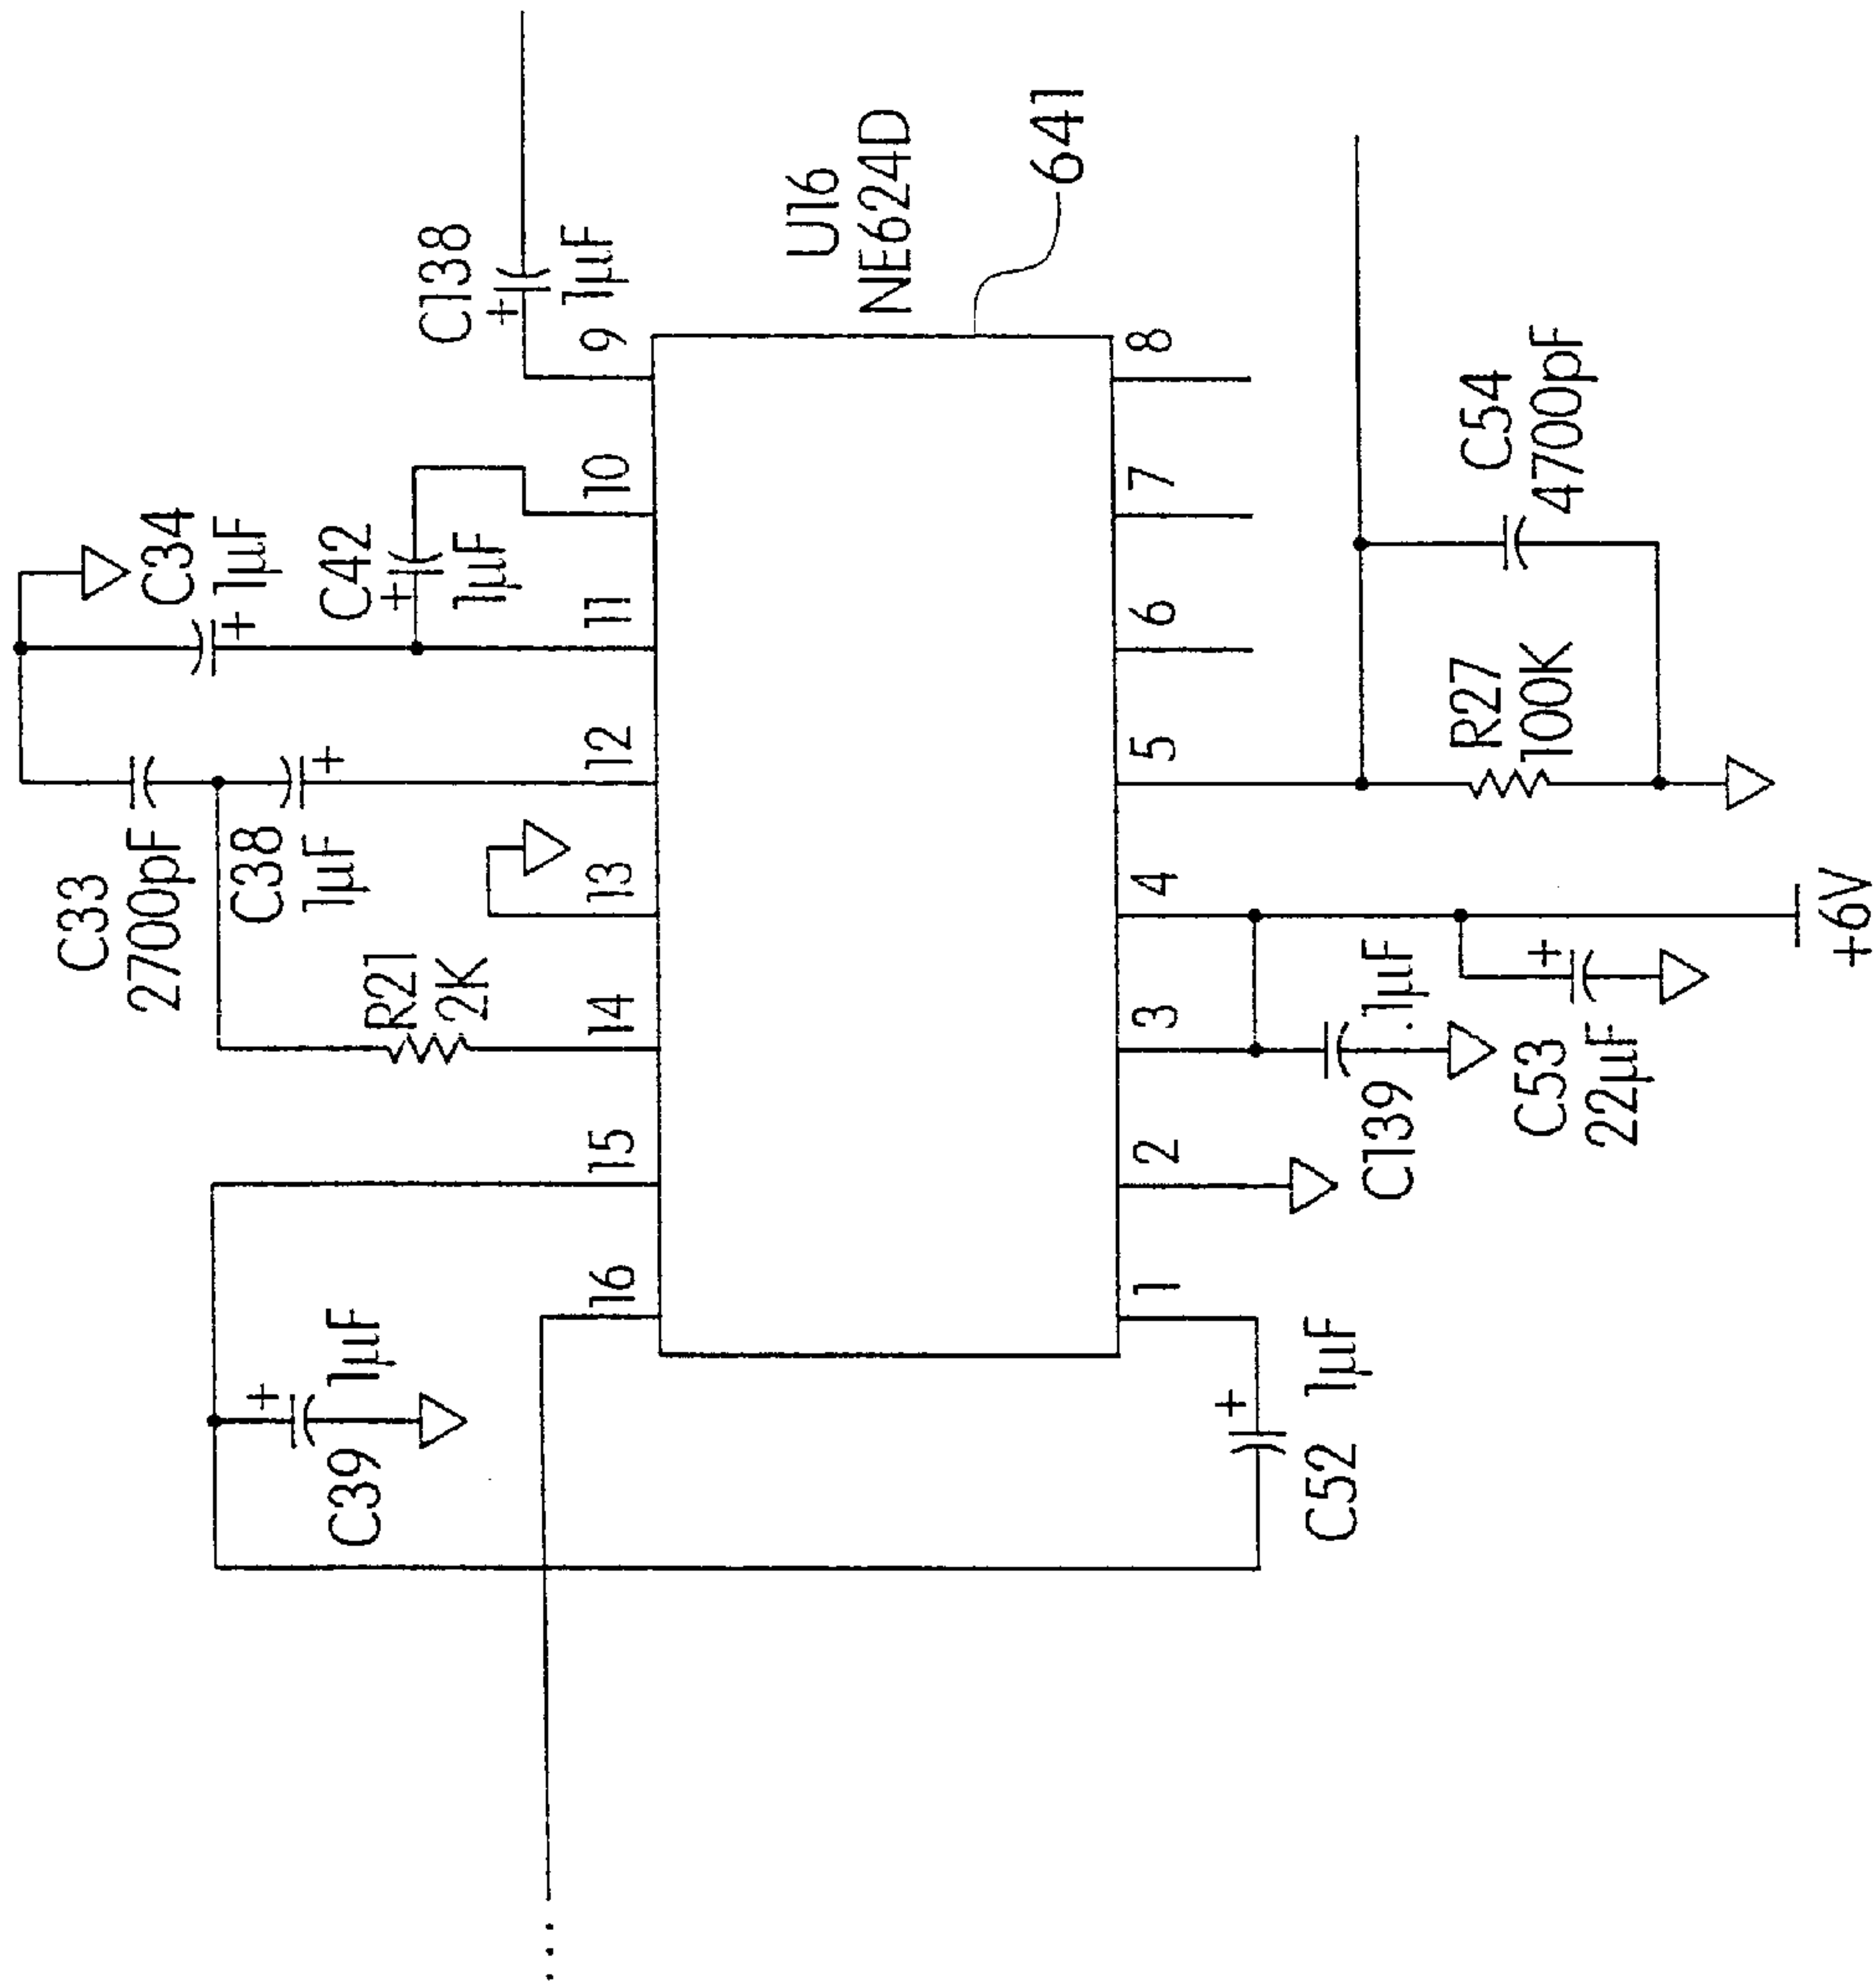 C33
2700pF
C38
1µF
C34
1µF
C42
1µF
C138
1µF
C39
1µF
R21
2K
16
15
14
13
12
11
10
9
U16
NE624D
641
1
2
3
4
5
6
7
8
C52
1µF
C139
.1µF
C53
22µF
R27
100K
C54
4700pF
+6V
+
+
+
+
+
+
+
...